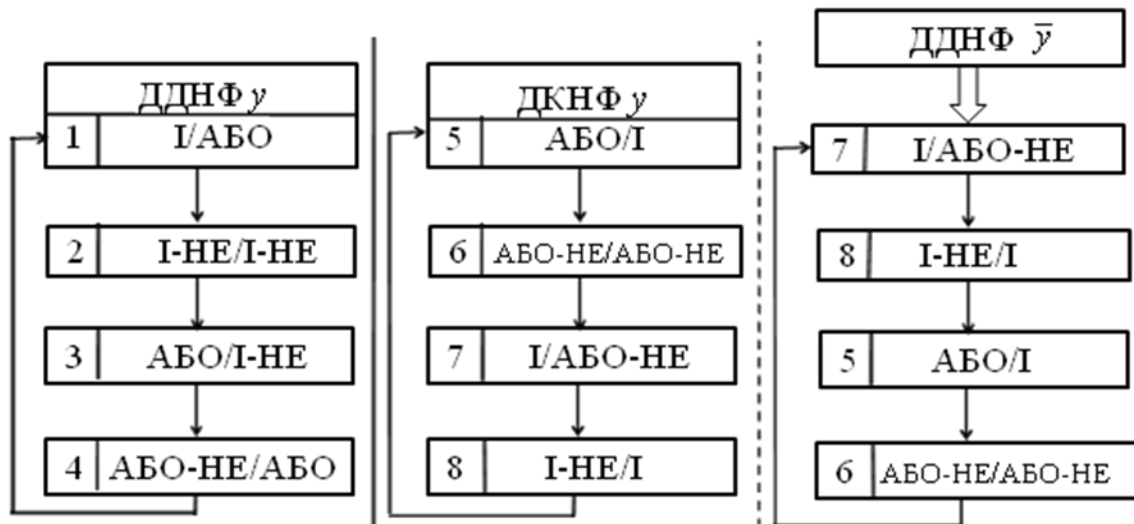 ДДНФ y
1 І/АБО
2 І-НЕ/І-НЕ
3 АБО/І-НЕ
4 АБО-НЕ/АБО
ДКНФ y
5 АБО/І
6 АБО-НЕ/АБО-НЕ
7 І/АБО-НЕ
8 І-НЕ/І
ДДНФ y̅
7 І/АБО-НЕ
8 І-НЕ/І
5 АБО/І
6 АБО-НЕ/АБО-НЕ